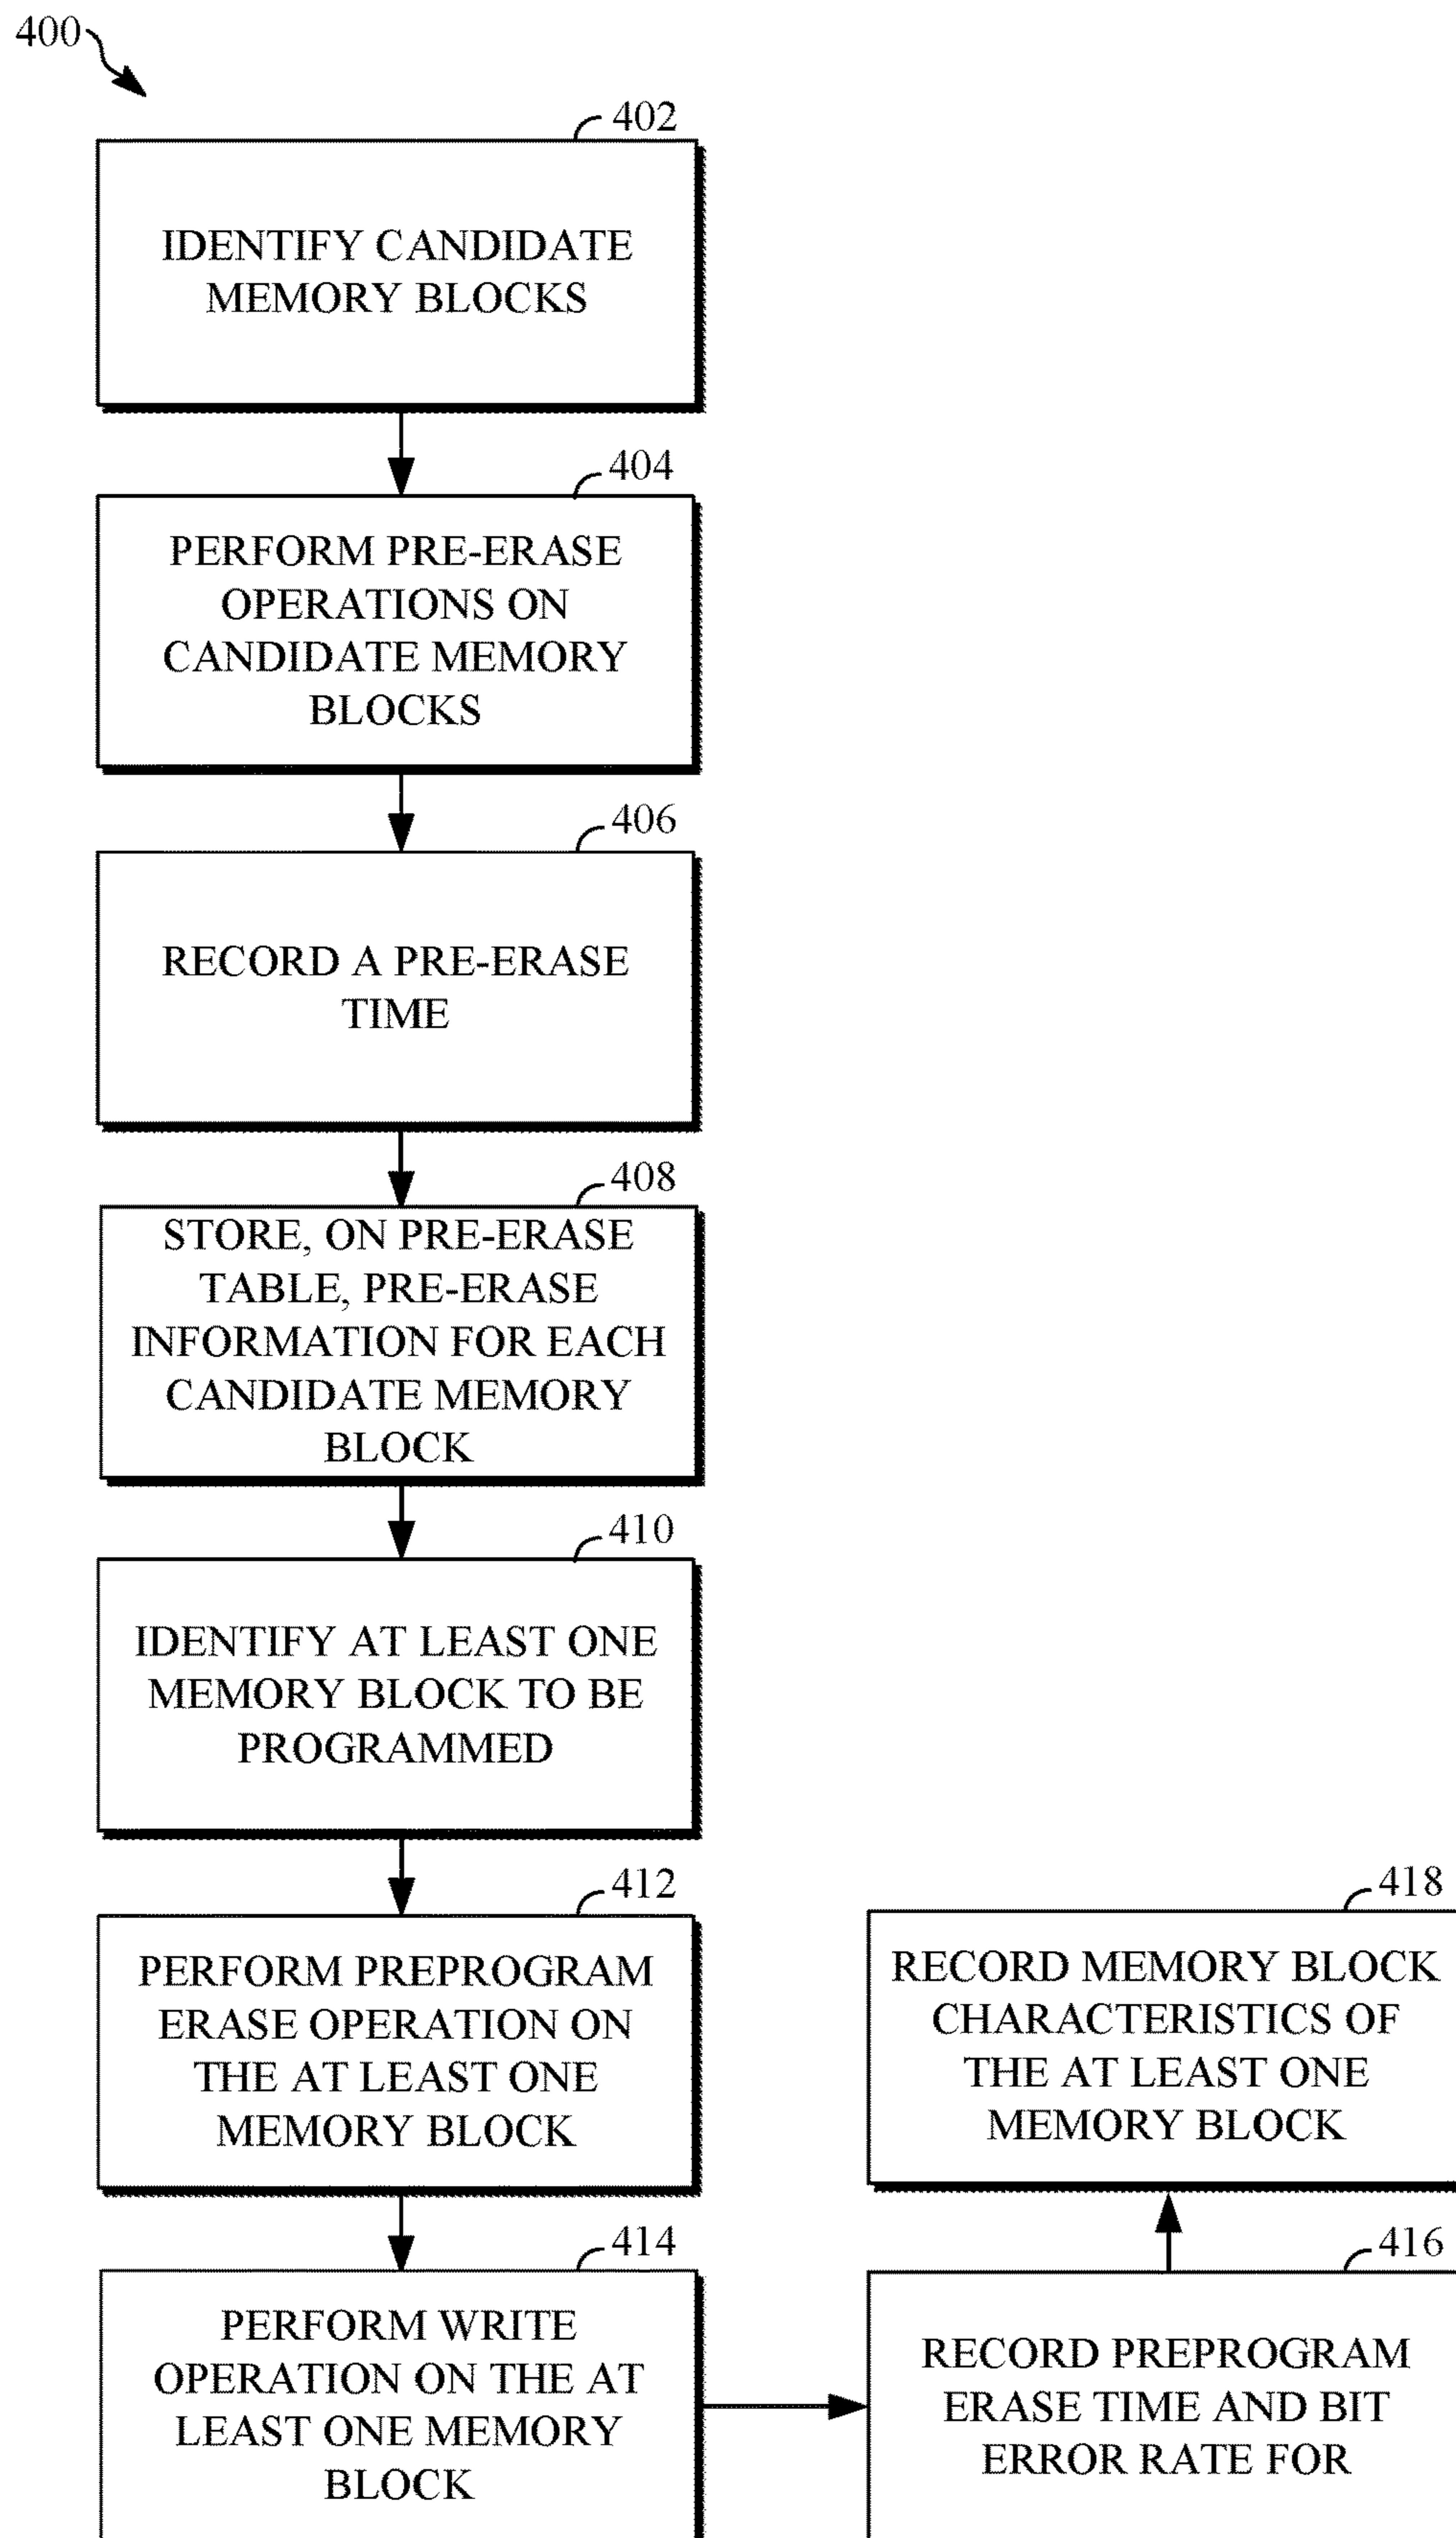 400
402
IDENTIFY CANDIDATE
MEMORY BLOCKS
404
PERFORM PRE-ERASE
OPERATIONS ON
CANDIDATE MEMORY
BLOCKS
406
RECORD A PRE-ERASE
TIME
408
STORE, ON PRE-ERASE
TABLE, PRE-ERASE
INFORMATION FOR EACH
CANDIDATE MEMORY
BLOCK
410
IDENTIFY AT LEAST ONE
MEMORY BLOCK TO BE
PROGRAMMED
412
PERFORM PREPROGRAM
ERASE OPERATION ON
THE AT LEAST ONE
MEMORY BLOCK
414
PERFORM WRITE
OPERATION ON THE AT
LEAST ONE MEMORY
BLOCK
416
RECORD PREPROGRAM
ERASE TIME AND BIT
ERROR RATE FOR
418
RECORD MEMORY BLOCK
CHARACTERISTICS OF
THE AT LEAST ONE
MEMORY BLOCK